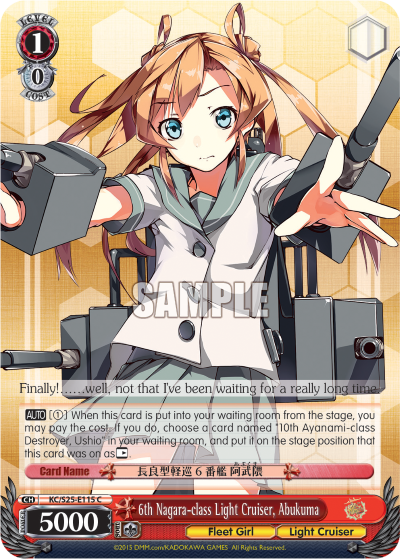 LEVEL
1
0
COST
SAMPLE
Finally!......well, not that I've been waiting for a really long time.
AUTO [①] When this card is put into your waiting room from the stage, you
may pay the cost. If you do, choose a card named "10th Ayanami-class
Destroyer, Ushio" in your waiting room, and put it on the stage position that
this card was on as
Card Name 長良型軽巡 6 番艦 阿武隈
CH KC/S25-E115 C
6th Nagara-class Light Cruiser, Abukuma
POWER 5000 SOUL
Fleet Girl Light Cruiser
©2015 DMM.com/KADOKAWA GAMES All Rights Reserved.